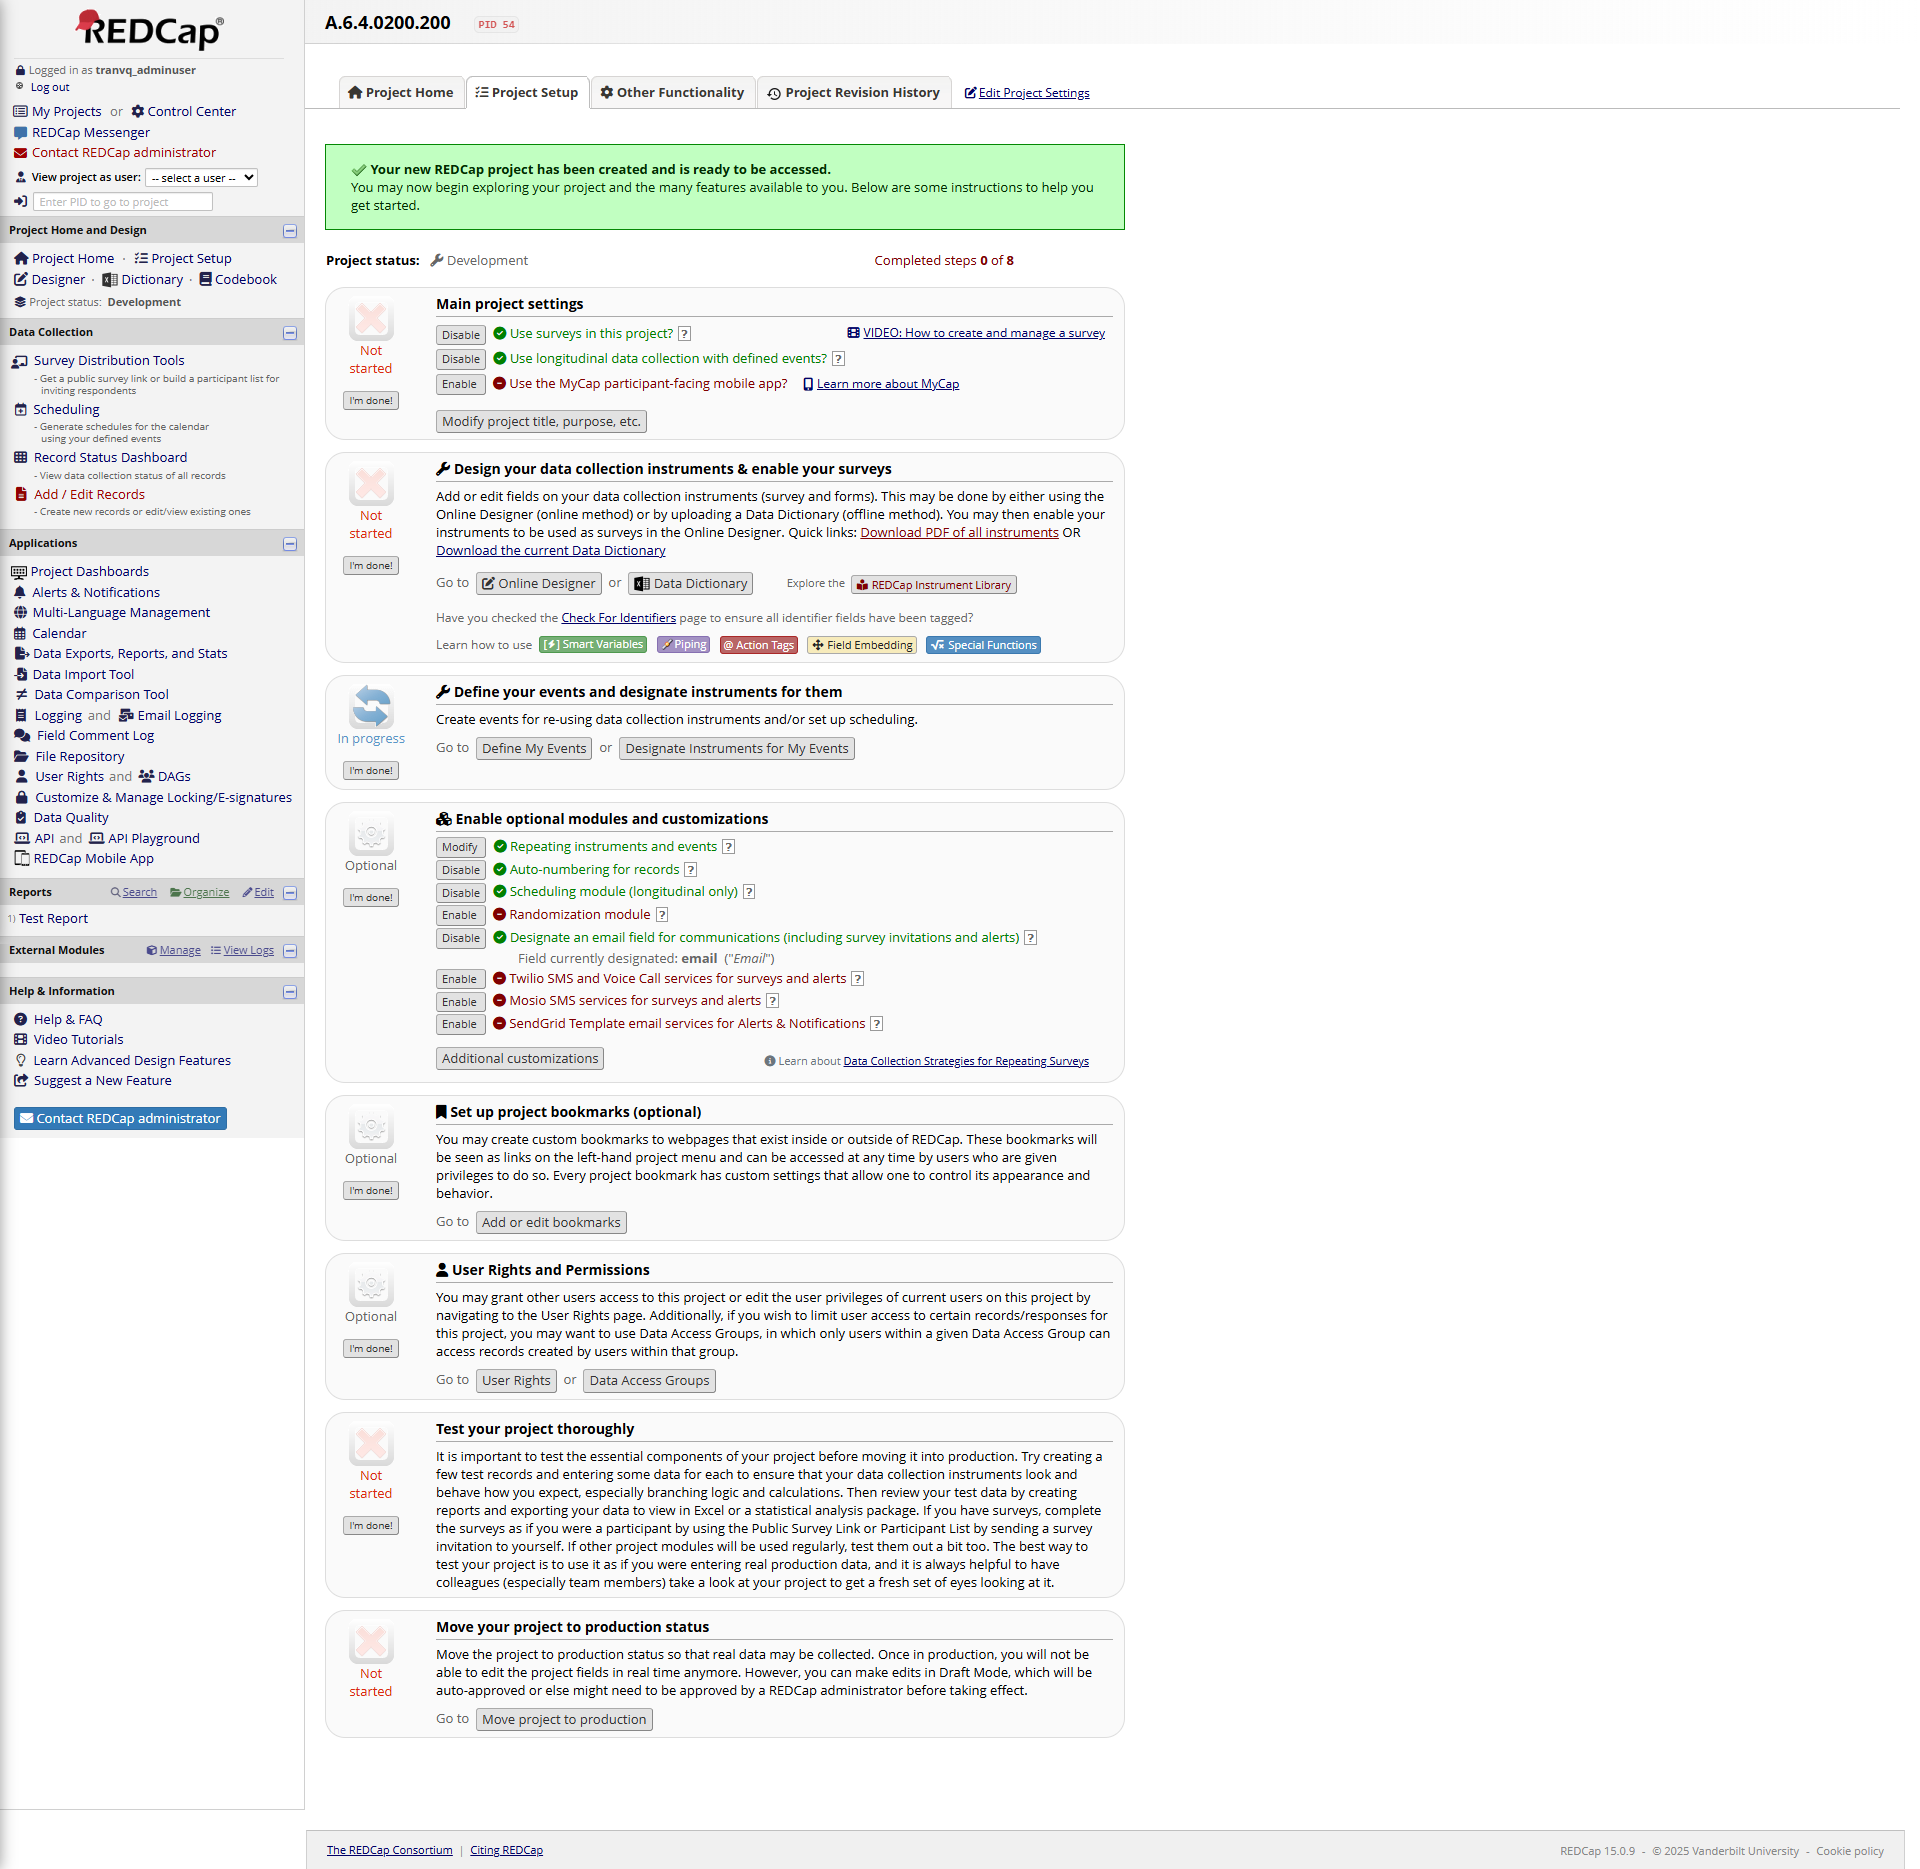 REDCap®
Logged in as tranvq_adminuser
Log out
My Projects or Control Center
REDCap Messenger
Contact REDCap administrator
View project as user: -- select a user --
Enter PID to go to project
Project Home and Design
Project Home · Project Setup
Designer · Dictionary · Codebook
Project status: Development
Data Collection
Survey Distribution Tools
- Get a public survey link or build a participant list for
inviting respondents
Scheduling
- Generate schedules for the calendar
using your defined events
Record Status Dashboard
- View data collection status of all records
Add / Edit Records
- Create new records or edit/view existing ones
Applications
Project Dashboards
Alerts & Notifications
Multi-Language Management
Calendar
Data Exports, Reports, and Stats
Data Import Tool
Data Comparison Tool
Logging and Email Logging
Field Comment Log
File Repository
User Rights and DAGs
Customize & Manage Locking/E-signatures
Data Quality
API and API Playground
REDCap Mobile App
Reports Search Organize Edit
1) Test Report
External Modules Manage View Logs
Help & Information
Help & FAQ
Video Tutorials
Learn Advanced Design Features
Suggest a New Feature
Contact REDCap administrator
A.6.4.0200.200 PID 54
Project Home Project Setup Other Functionality Project Revision History Edit Project Settings
Your new REDCap project has been created and is ready to be accessed.
You may now begin exploring your project and the many features available to you. Below are some instructions to help you
get started.
Project status: Development Completed steps 0 of 8
Not
started
I'm done!
Main project settings
Disable Use surveys in this project? ? VIDEO: How to create and manage a survey
Disable Use longitudinal data collection with defined events? ?
Enable Use the MyCap participant-facing mobile app? Learn more about MyCap
Modify project title, purpose, etc.
Not
started
I'm done!
Design your data collection instruments & enable your surveys
Add or edit fields on your data collection instruments (survey and forms). This may be done by either using the
Online Designer (online method) or by uploading a Data Dictionary (offline method). You may then enable your
instruments to be used as surveys in the Online Designer. Quick links: Download PDF of all instruments OR
Download the current Data Dictionary
Go to Online Designer or Data Dictionary Explore the REDCap Instrument Library
Have you checked the Check For Identifiers page to ensure all identifier fields have been tagged?
Learn how to use [⚡] Smart Variables Piping @ Action Tags Field Embedding √x Special Functions
In progress
I'm done!
Define your events and designate instruments for them
Create events for re-using data collection instruments and/or set up scheduling.
Go to Define My Events or Designate Instruments for My Events
Optional
I'm done!
Enable optional modules and customizations
Modify Repeating instruments and events ?
Disable Auto-numbering for records ?
Disable Scheduling module (longitudinal only) ?
Enable Randomization module ?
Disable Designate an email field for communications (including survey invitations and alerts) ?
Field currently designated: email ("Email")
Enable Twilio SMS and Voice Call services for surveys and alerts ?
Enable Mosio SMS services for surveys and alerts ?
Enable SendGrid Template email services for Alerts & Notifications ?
Additional customizations Learn about Data Collection Strategies for Repeating Surveys
Optional
I'm done!
Set up project bookmarks (optional)
You may create custom bookmarks to webpages that exist inside or outside of REDCap. These bookmarks will
be seen as links on the left-hand project menu and can be accessed at any time by users who are given
privileges to do so. Every project bookmark has custom settings that allow one to control its appearance and
behavior.
Go to Add or edit bookmarks
Optional
I'm done!
User Rights and Permissions
You may grant other users access to this project or edit the user privileges of current users on this project by
navigating to the User Rights page. Additionally, if you wish to limit user access to certain records/responses for
this project, you may want to use Data Access Groups, in which only users within a given Data Access Group can
access records created by users within that group.
Go to User Rights or Data Access Groups
Not
started
I'm done!
Test your project thoroughly
It is important to test the essential components of your project before moving it into production. Try creating a
few test records and entering some data for each to ensure that your data collection instruments look and
behave how you expect, especially branching logic and calculations. Then review your test data by creating
reports and exporting your data to view in Excel or a statistical analysis package. If you have surveys, complete
the surveys as if you were a participant by using the Public Survey Link or Participant List by sending a survey
invitation to yourself. If other project modules will be used regularly, test them out a bit too. The best way to
test your project is to use it as if you were entering real production data, and it is always helpful to have
colleagues (especially team members) take a look at your project to get a fresh set of eyes looking at it.
Not
started
Move your project to production status
Move the project to production status so that real data may be collected. Once in production, you will not be
able to edit the project fields in real time anymore. However, you can make edits in Draft Mode, which will be
auto-approved or else might need to be approved by a REDCap administrator before taking effect.
Go to Move project to production
The REDCap Consortium | Citing REDCap
REDCap 15.0.9 - © 2025 Vanderbilt University - Cookie policy